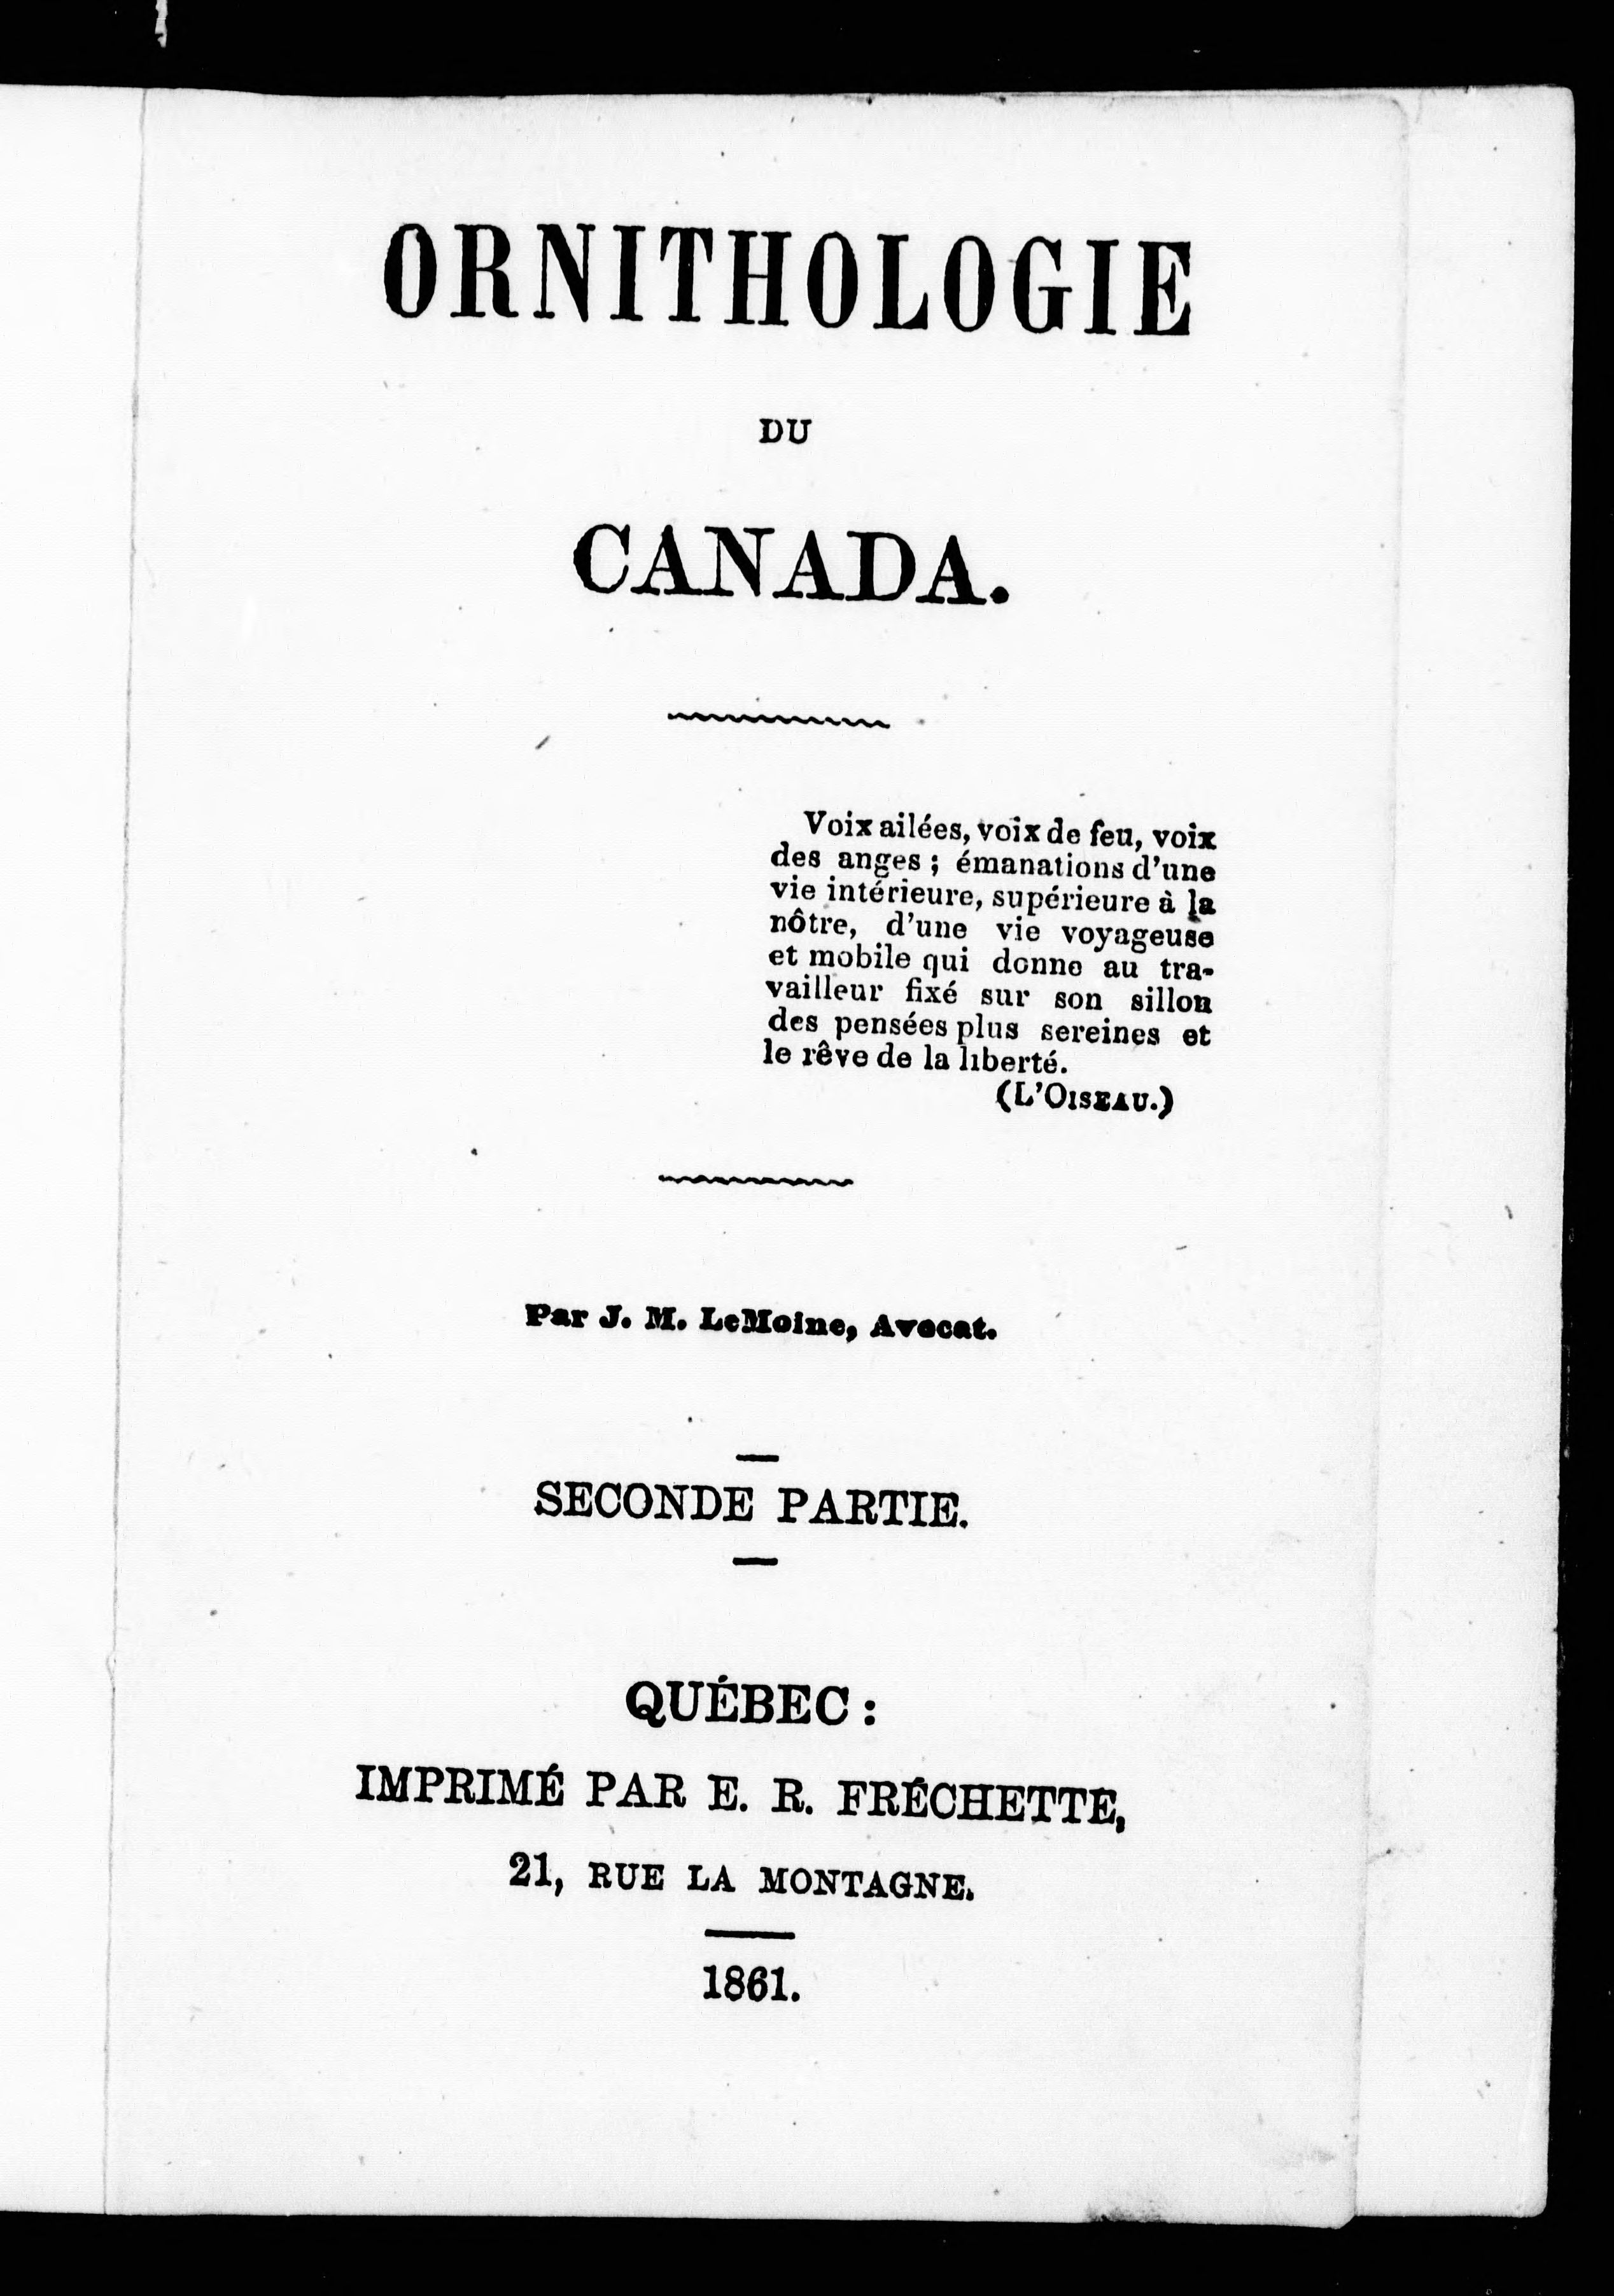 ORNITHOLOGIE
DU
CANADA.
Voix ailées, voix de feu, voix
des anges ; émanations d'une
vie intérieure, supérieure à la
nôtre, d'une vie voyageuse
et mobile qui donne au tra-
vailleur fixé sur son sillon
des pensées plus sereines et
le rêve de la liberté.
(L'OISEAU.)
Par J. M. LeMoine, Avocat.
SECONDE PARTIE.
QUÉBEC :
IMPRIMÉ PAR E. R. FRÉCHETTE,
21, RUE LA MONTAGNE.
1861.